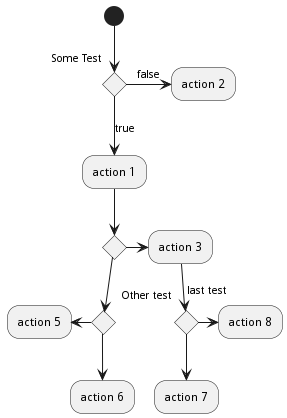 Some Test
false
action 2
true
action 1
action 3
Other test
last test
action 5
action 8
action 6
action 7